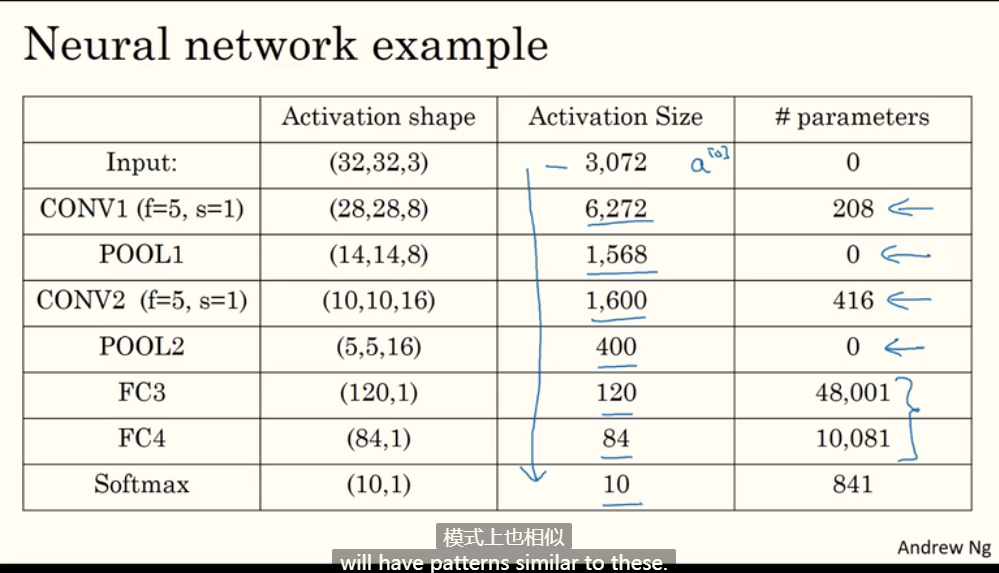 Neural network example
Activation shape Activation Size # parameters
Input: (32,32,3) — 3,072 a[0] 0
CONV1 (f=5, s=1) (28,28,8) 6,272 208 ←
POOL1 (14,14,8) 1,568 0 ←
CONV2 (f=5, s=1) (10,10,16) 1,600 416 ←
POOL2 (5,5,16) 400 0 ←
FC3 (120,1) 120 48,001
FC4 (84,1) 84 10,081
Softmax (10,1) 10 841
模式上也相似
will have patterns similar to these.
Andrew Ng